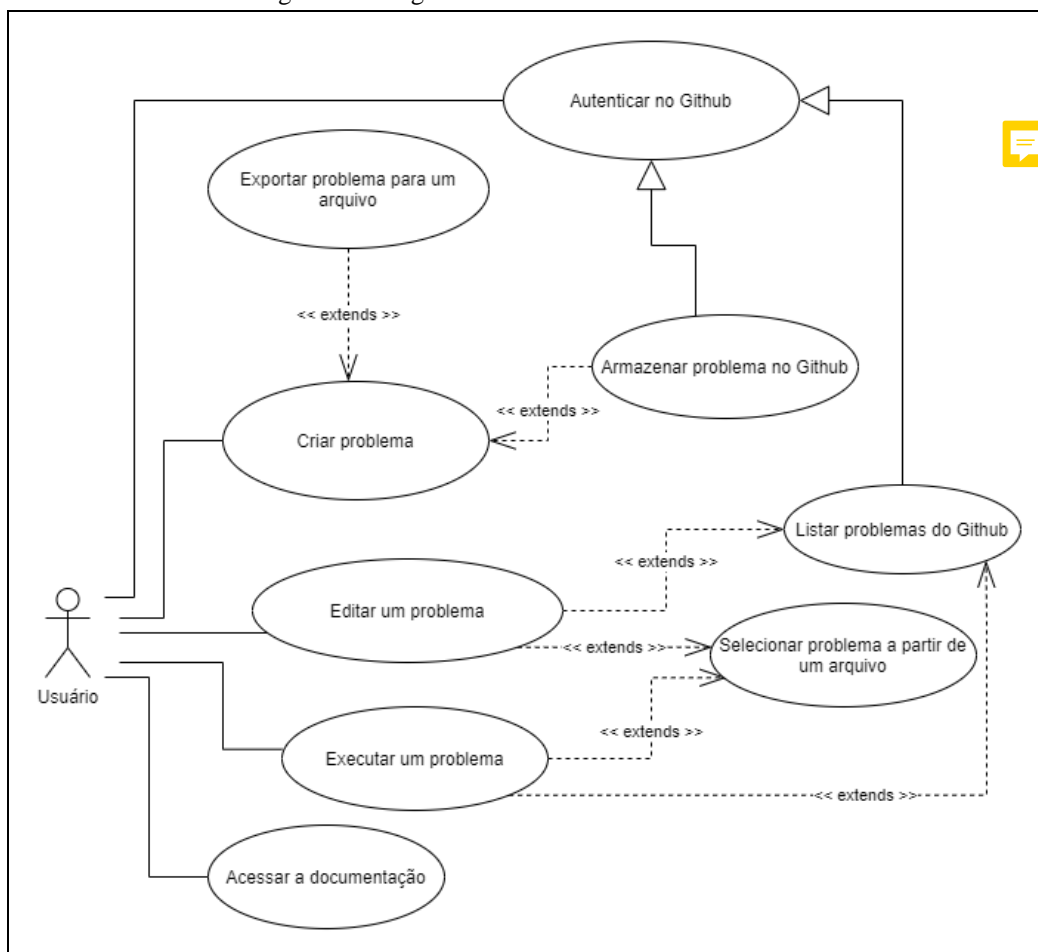 Autenticar no Github
Exportar problema para um
arquivo
<< extends >>
Armazenar problema no Github
<< extends >>
Criar problema
Listar problemas do Github
<< extends >>
Editar um problema
<< extends >>
Selecionar problema a partir de
um arquivo
Usuário
<< extends >>
Executar um problema
<< extends >>
Acessar a documentação